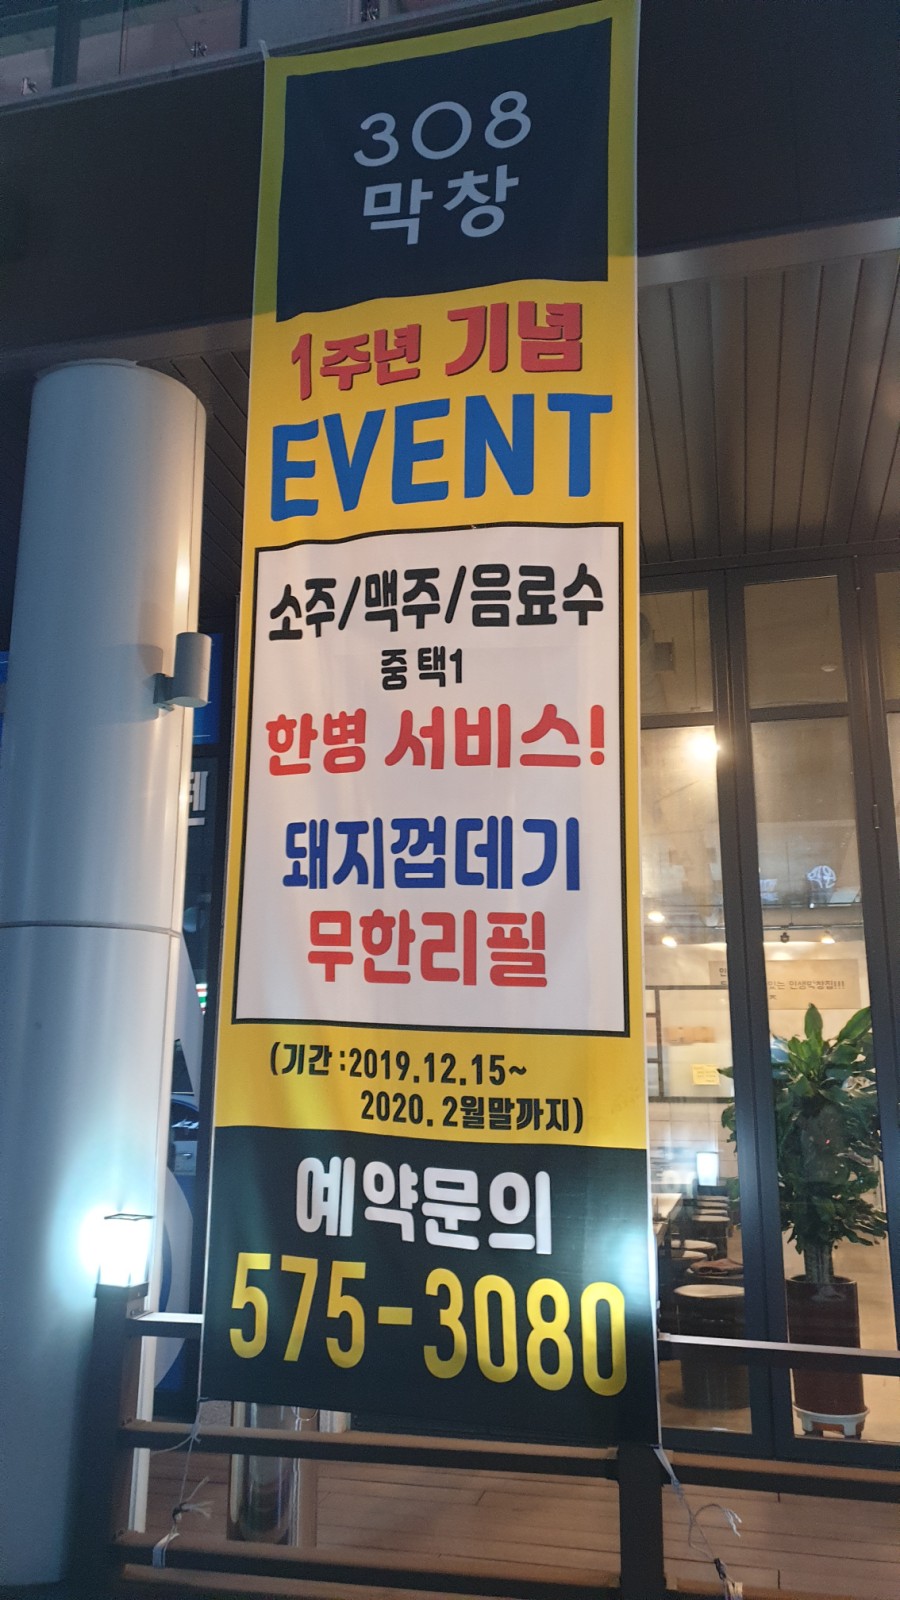 308
막창
1주년 기념
EVENT
소주/맥주/음료수
중 택1
한병 서비스!
돼지껍데기
무한리필
(기간:2019.12.15~
2020.2월말까지)
예약문의
575-3080